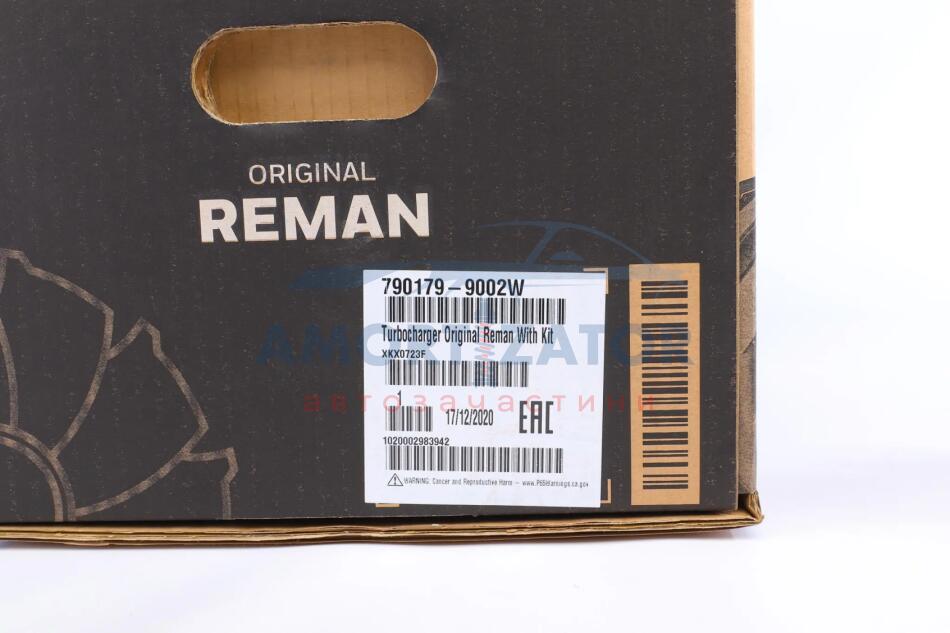 ORIGINAL
REMAN
790179-9002W
Turbocharger Original Reman With Kit
XKX0723F
1
17/12/2020
EAC
1020002983942
WARNING: Cancer and Reproductive Harm - www.P65Warnings.ca.gov
AMORTIZATOR
автозачастини